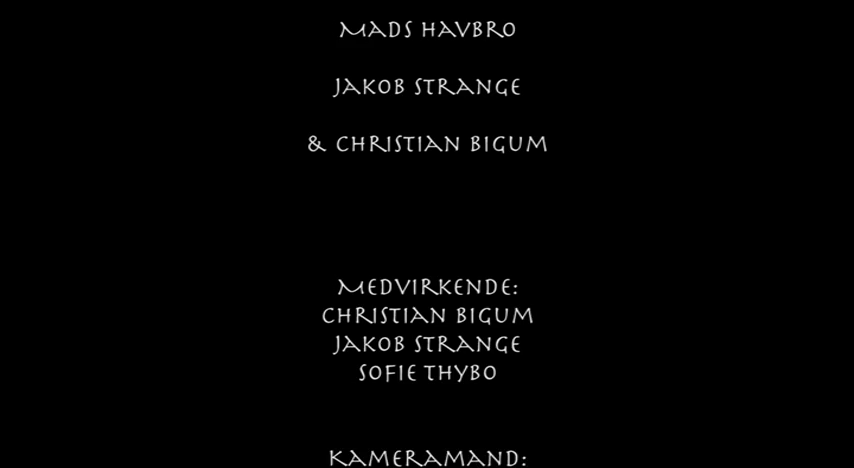 Mads Havbro
Jakob Strange
& Christian Bigum
Medvirkende:
Christian Bigum
Jakob Strange
Sofie Thybo
Kameramand: